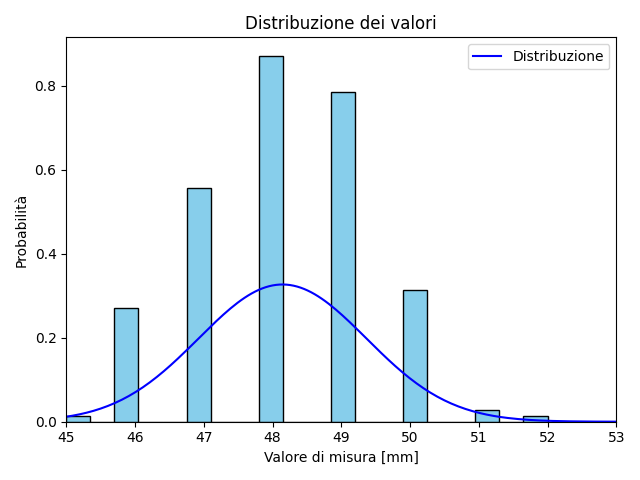 Distribuzione dei valori
Distribuzione
Probabilità
0.8
0.6
0.4
0.2
0.0
45 46 47 48 49 50 51 52 53
Valore di misura [mm]